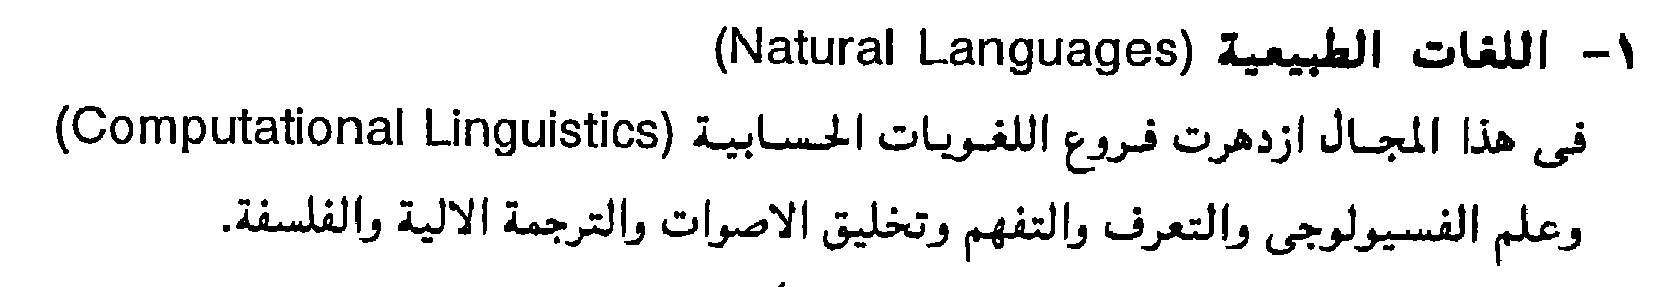 ١- اللغات الطبيعية (Natural Languages)
فى هذا المجال ازدهرت فروع اللغويات الحسابية (Computational Linguistics)
وعلم الفسيولوجى والتعرف والتفهم وتخليق الاصوات والترجمة الالية والفلسفة.